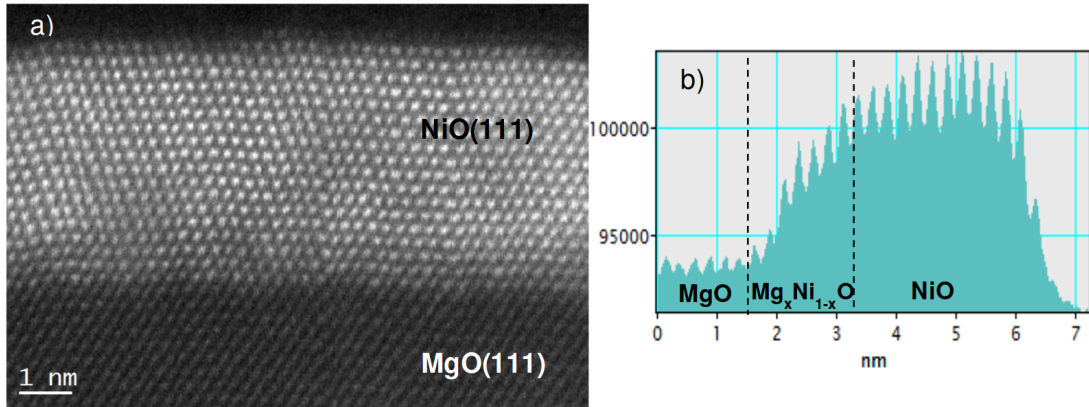 a)
NiO(111)
MgO(111)
1 nm
b)
100000
95000
MgO
MgₓNi₁₋ₓO
NiO
0 1 2 3 4 5 6 7
nm